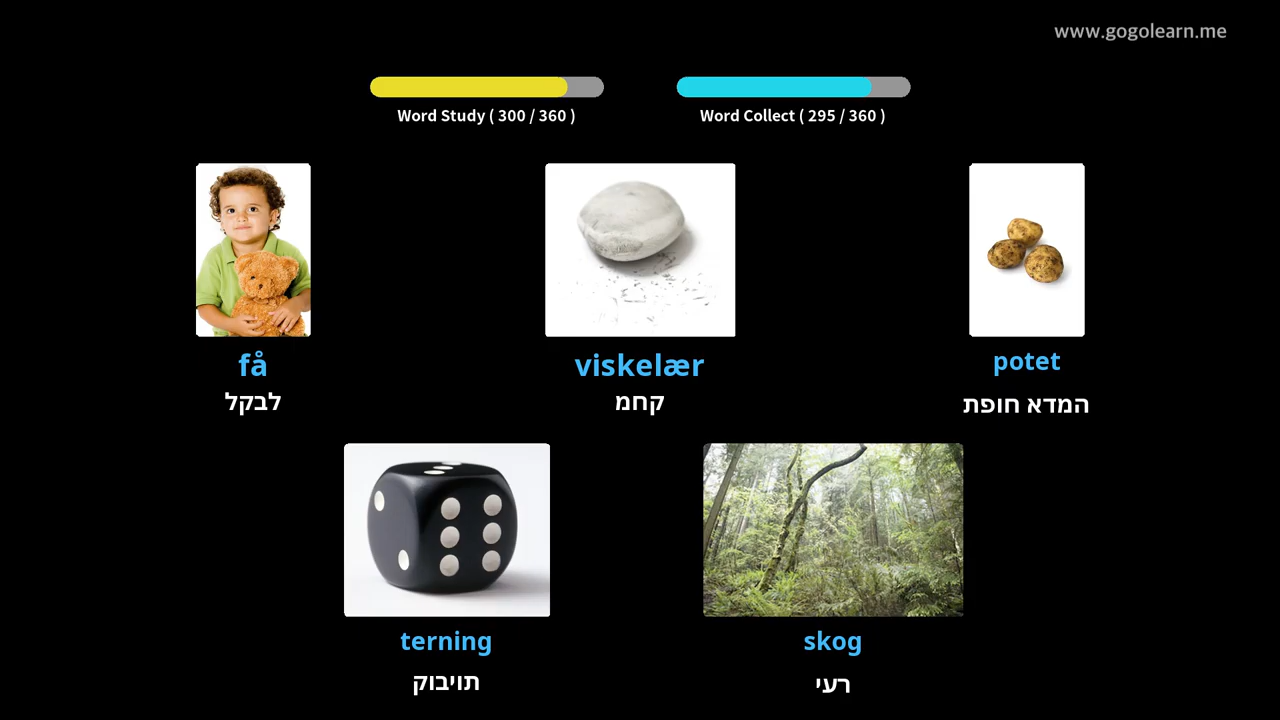 www.gogolearn.me
Word Study ( 300 / 360 )
Word Collect ( 295 / 360 )
få
לבקל
viskelær
קחמ
potet
המדא חופת
terning
תויבוק
skog
רעי